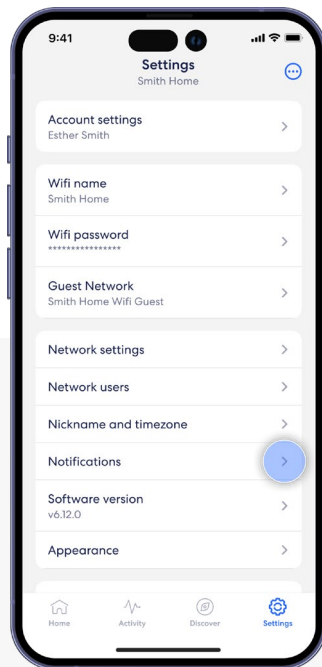 9:41
Settings
Smith Home
Account settings
Esther Smith
Wifi name
Smith Home
Wifi password
****************
Guest Network
Smith Home Wifi Guest
Network settings
Network users
Nickname and timezone
Notifications
Software version
v6.12.0
Appearance
Home
Activity
Discover
Settings